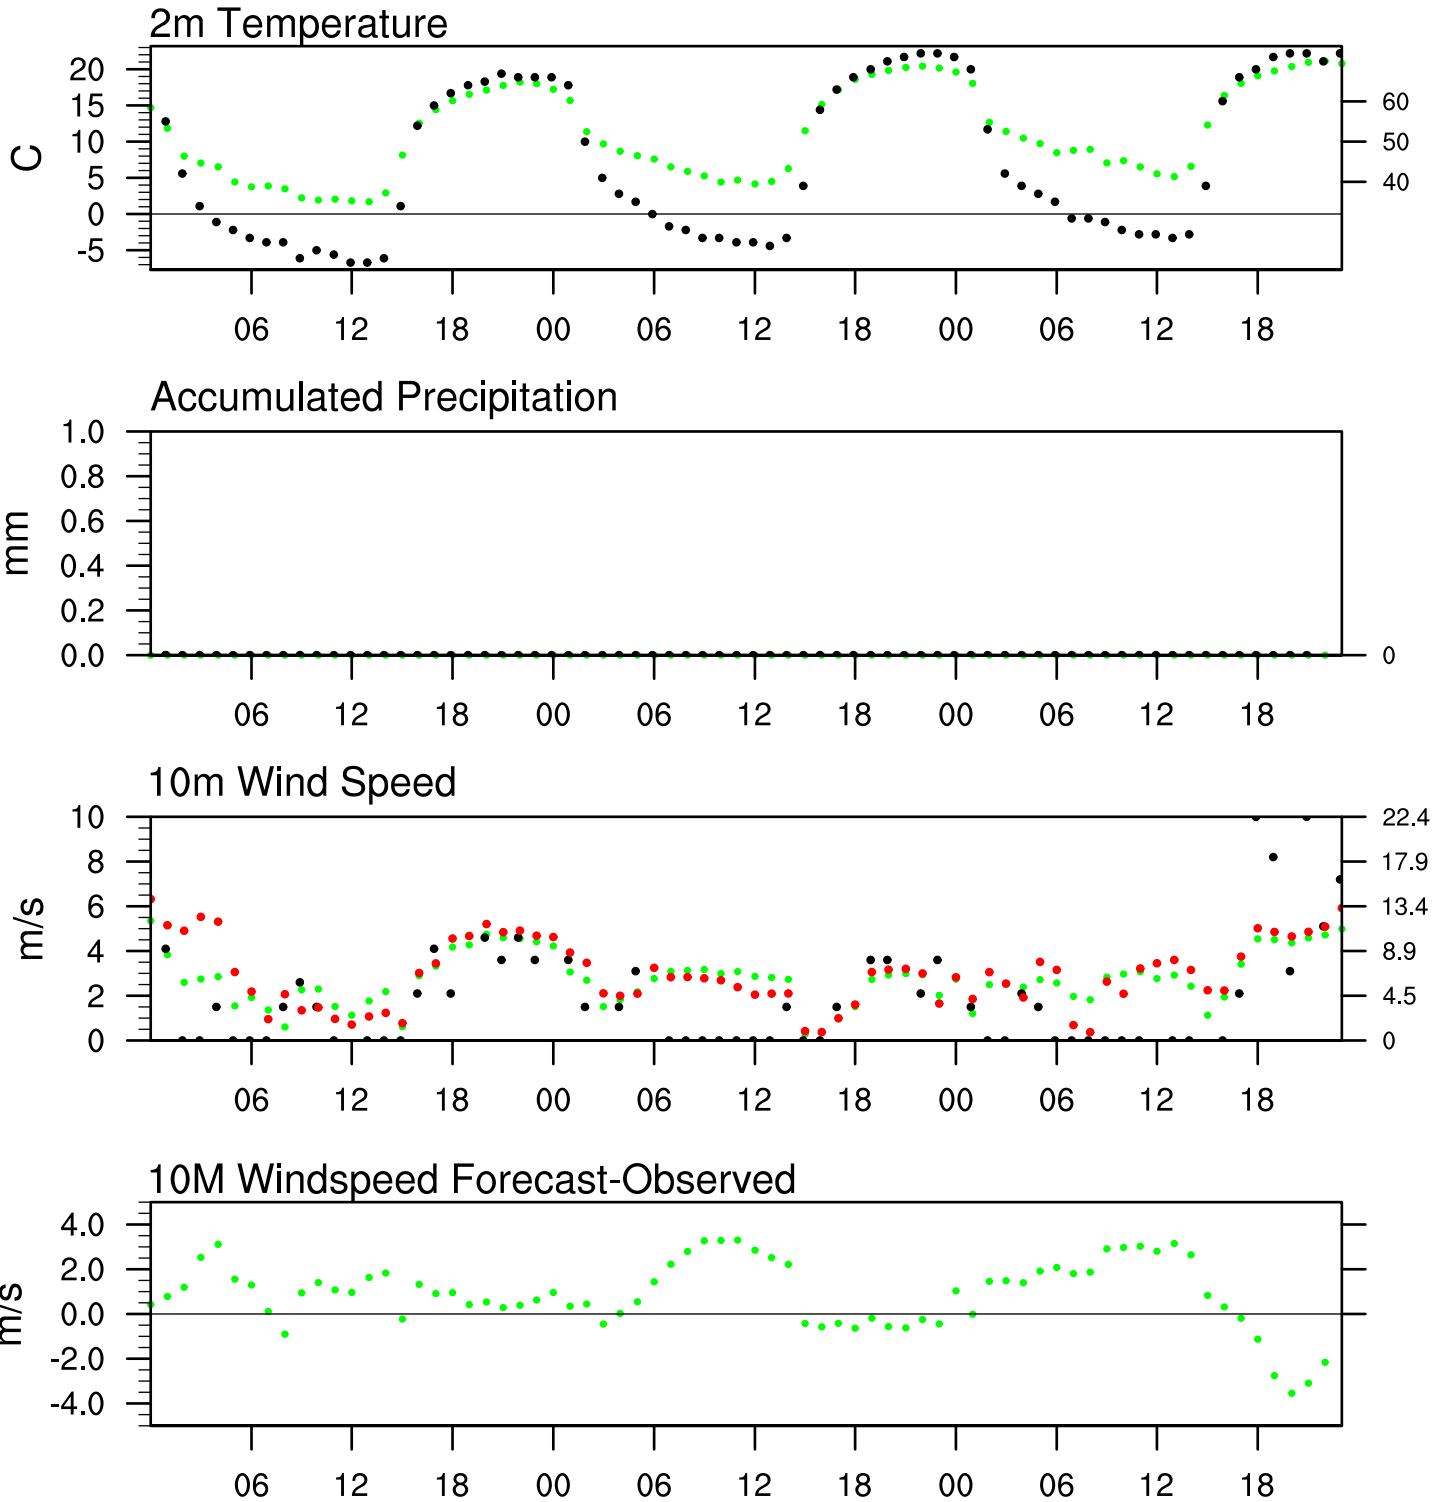 2m Temperature
20
15
10
5
0
-5
C
60
50
40
06 12 18 00 06 12 18 00 06 12 18
Accumulated Precipitation
1.0
0.8
0.6
0.4
0.2
0.0
mm
0
06 12 18 00 06 12 18 00 06 12 18
10m Wind Speed
10
8
6
4
2
0
m/s
22.4
17.9
13.4
8.9
4.5
0
06 12 18 00 06 12 18 00 06 12 18
10M Windspeed Forecast-Observed
4.0
2.0
0.0
-2.0
-4.0
m/s
06 12 18 00 06 12 18 00 06 12 18